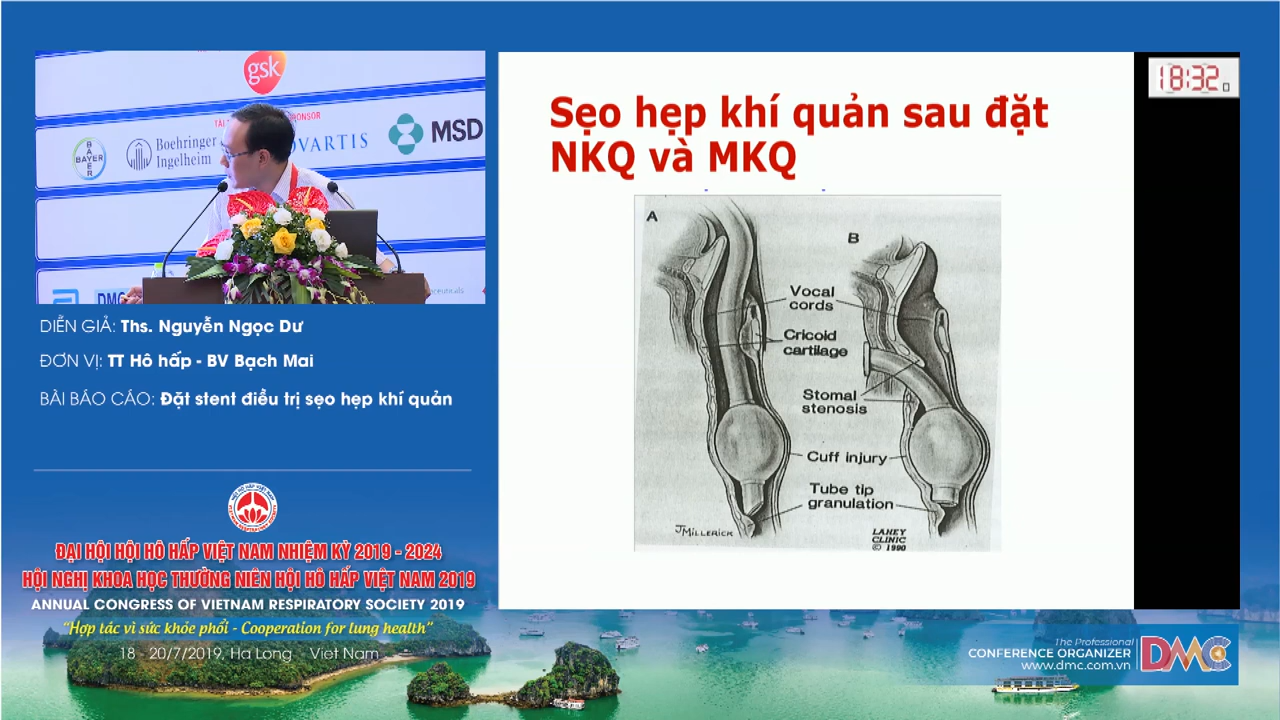 gsk
BAYER
BAYER
Boehringer
Ingelheim
SPONSOR
VARTIS
MSD
DMC
ceuticals
DIỄN GIẢ: Ths. Nguyễn Ngọc Dư
ĐƠN VỊ: TT Hô hấp - BV Bạch Mai
BÀI BÁO CÁO: Đặt stent điều trị sẹo hẹp khí quản
ĐẠI HỘI HỘI HÔ HẤP VIỆT NAM NHIỆM KỲ 2019 - 2024
HỘI NGHỊ KHOA HỌC THƯỜNG NIÊN HỘI HÔ HẤP VIỆT NAM 2019
ANNUAL CONGRESS OF VIETNAM RESPIRATORY SOCIETY 2019
“Hợp tác vì sức khỏe phổi - Cooperation for lung health”
18 - 20/7/2019, Ha Long Viet Nam
Sẹo hẹp khí quản sau đặt
NKQ và MKQ
A
B
Vocal
cords
Cricoid
cartilage
Stomal
stenosis
Cuff injury
Tube tip
granulation
JMILLERICK
LAHEY
CLINIC
© 1990
18:32
The Professional
CONFERENCE ORGANIZER
www.dmc.com.vn
DMC